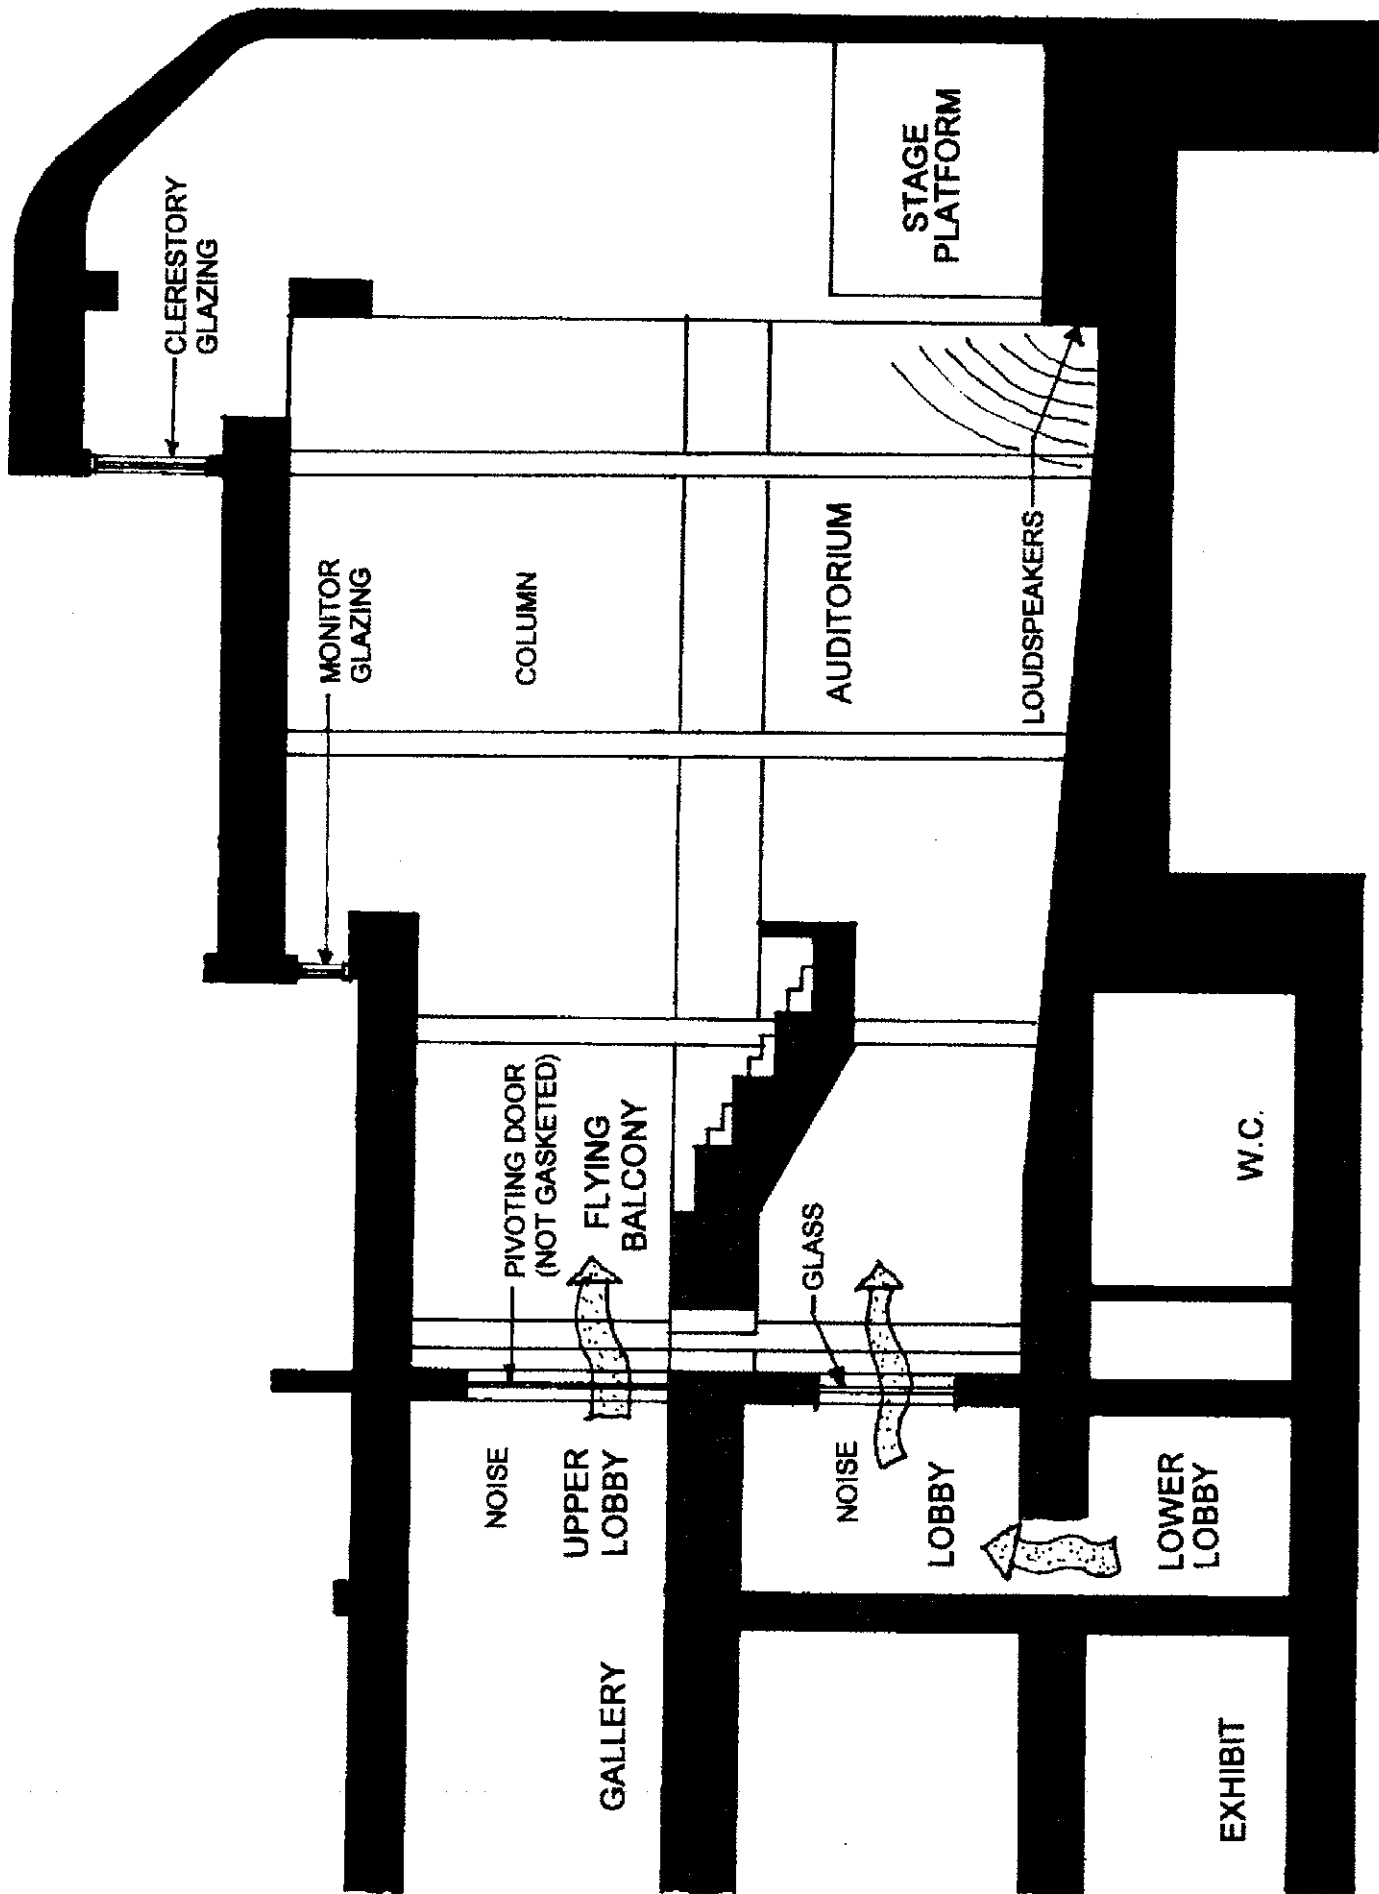 CLERESTORY
GLAZING
MONITOR
GLAZING
COLUMN
STAGE
PLATFORM
AUDITORIUM
LOUDSPEAKERS
PIVOTING DOOR
(NOT GASKETED)
FLYING
BALCONY
GLASS
NOISE
UPPER
LOBBY
GALLERY
NOISE
LOBBY
LOWER
LOBBY
W.C.
EXHIBIT